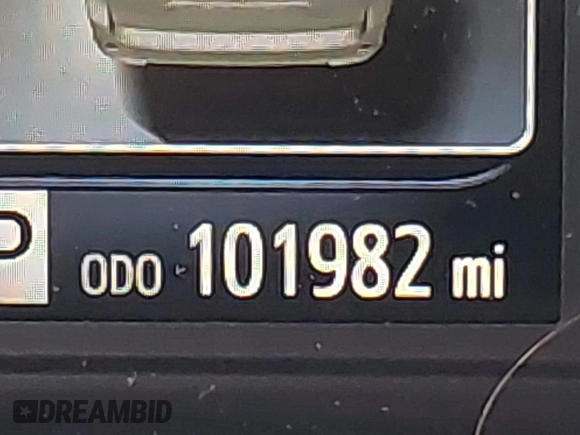 P
ODO 101982 mi
DREAMBID